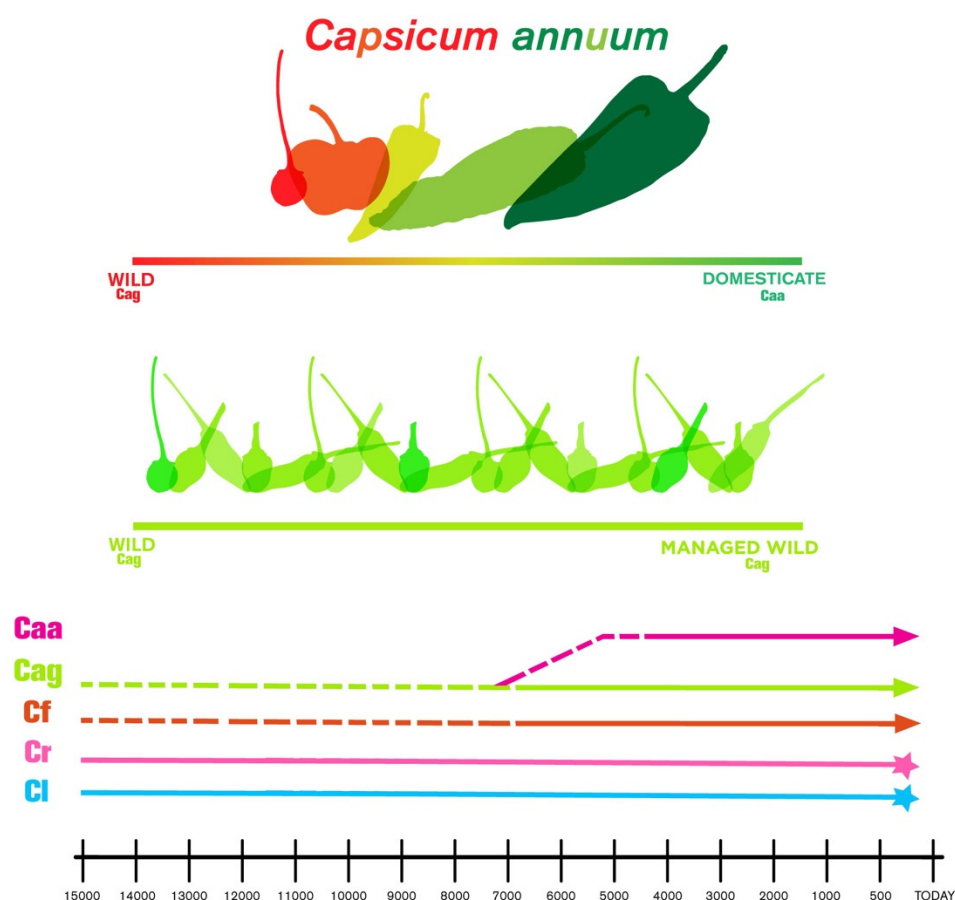 Capsicum annuum
WILD
Cag
DOMESTICATE
Caa
WILD
Cag
MANAGED WILD
Cag
Caa
Cag
Cf
Cr
Cl
15000 14000 13000 12000 11000 10000 9000 8000 7000 6000 5000 4000 3000 2000 1000 500 TODAY